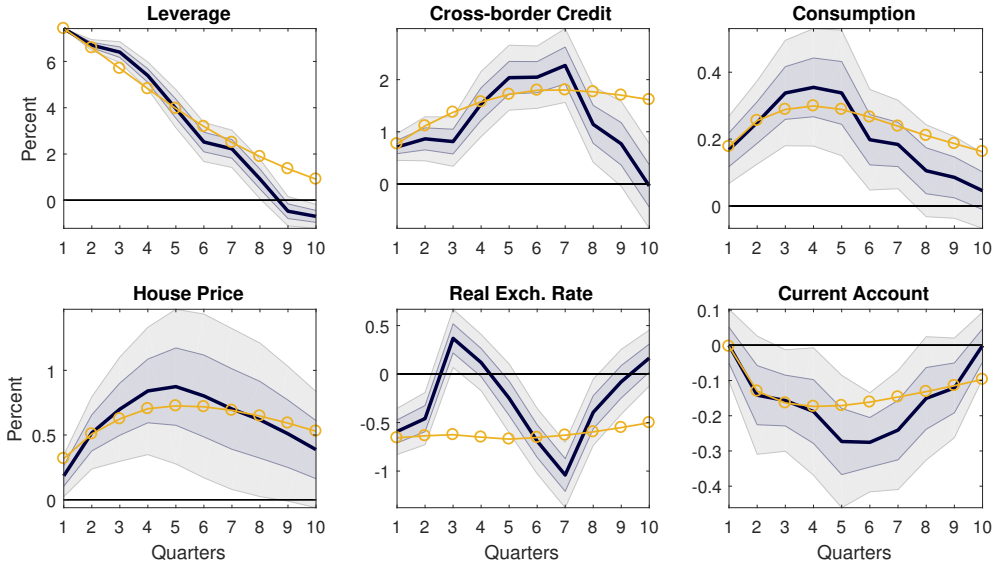 Leverage
Percent
6
4
2
0
1 2 3 4 5 6 7 8 9 10
Cross-border Credit
2
1
0
1 2 3 4 5 6 7 8 9 10
Consumption
0.4
0.2
0
1 2 3 4 5 6 7 8 9 10
House Price
Percent
1
0.5
0
1 2 3 4 5 6 7 8 9 10
Quarters
Real Exch. Rate
0.5
0
-0.5
-1
1 2 3 4 5 6 7 8 9 10
Quarters
Current Account
0.1
0
-0.1
-0.2
-0.3
-0.4
1 2 3 4 5 6 7 8 9 10
Quarters